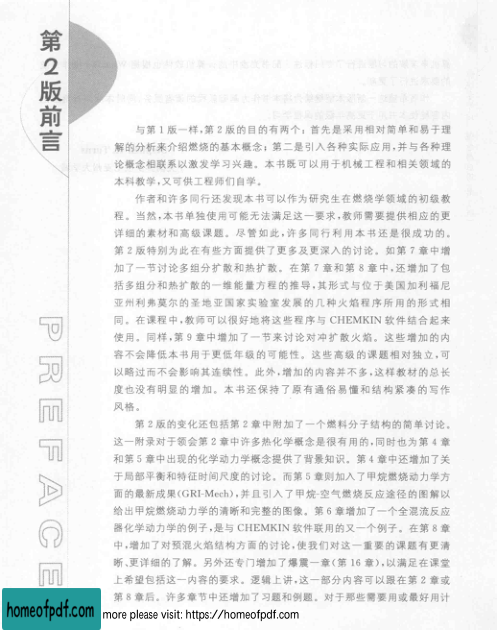 第2版前言
PREFACE
与第 1 版一样,第 2 版的目的有两个:首先是采用相对简单和易于理
解的分析来介绍燃烧的基本概念;第二是引入各种实际应用,并与各种理
论概念相联系以激发学习兴趣。本书既可以用于机械工程和相关领域的
本科教学,又可供工程师们自学。
作者和许多同行还发现本书可以作为研究生在燃烧学领域的初级教
程。当然,本书单独使用可能无法满足这一要求,教师需要提供相应的更
详细的素材和高级课题。尽管如此,许多同行利用本书还是很成功的。
第 2 版特别为此在有些方面提供了更多及更深入的讨论。如第 7 章中增
加了一节讨论多组分扩散和热扩散。在第 7 章和第 8 章中,还增加了包
括多组分和热扩散的一维能量方程的推导,其形式与位于美国加利福尼
亚州利弗莫尔的圣地亚国家实验室发展的几种火焰程序所用的形式相
同。在课程中,教师可以很好地将这些程序与 CHEMKIN 软件结合起来
使用。同样,第 9 章中增加了一节来讨论对冲扩散火焰。这些增加的内
容不会降低本书用于更低年级的可能性。这些高级的课题相对独立,可
以略过而不会影响其连续性。此外,增加的内容并不多,这样教材的总长
度也没有明显的增加。本书还保持了原有通俗易懂和结构紧凑的写作
风格。
第 2 版的变化还包括第 2 章中附加了一个燃料分子结构的简单讨论。
这一附录对于领会第 2 章中许多热化学概念是很有用的,同时也为第 4 章
和第 5 章中出现的化学动力学概念提供了背景知识。第 4 章中还增加了关
于局部平衡和特征时间尺度的讨论。而第 5 章则加入了甲烷燃烧动力学方
面的最新成果(GRI-Mech),并且引入了甲烷-空气燃烧反应途径的图解以
给出甲烷燃烧动力学的清晰和完整的图像。第 6 章增加了一个全混流反应
器化学动力学的例子,是与 CHEMKIN 软件联用的又一个例子。在第 8 章
中,增加了对预混火焰结构方面的讨论,使我们对这一重要的课题有更清
晰、更详细的了解。另外还专门增加了爆震一章(第 16 章),以满足在课堂
上希望包括这一内容的要求。逻辑上讲,这一部分内容可以跟在第 2 章或
第 8 章后。许多章节中还增加了习题和例题。对于那些需要用或最好用计
homeofpdf.com
more please visit: https://homeofpdf.com